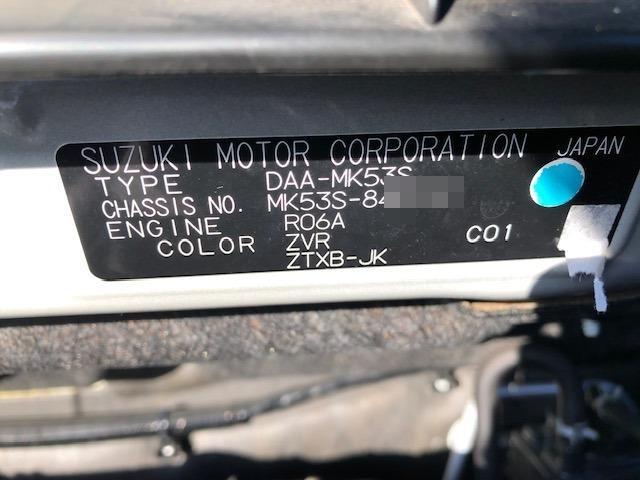 SUZUKI MOTOR CORPORATION JAPAN
TYPE DAA-MK53S
CHASSIS NO. MK53S-84
ENGINE R06A
COLOR ZVR C01
ZTXB-JK